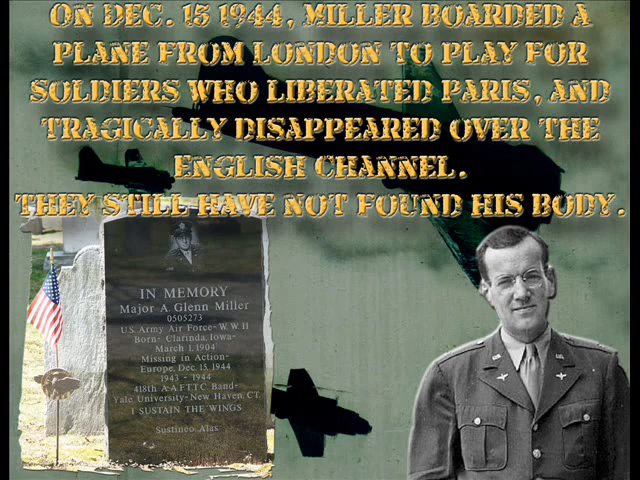 ON DEC. 15 1944, MILLER BOARDED A
PLANE FROM LONDON TO PLAY FOR
SOLDIERS WHO LIBERATED PARIS, AND
TRAGICALLY DISAPPEARED OVER THE
ENGLISH CHANNEL.
THEY STILL HAVE NOT FOUND HIS BODY.
IN MEMORY
Major A. Glenn Miller
0505273
U.S. Army Air Force-W.W.II
Born- Clarinda, Iowa-
March 1, 1904
Missing in Action-
Europe, Dec. 15, 1944
1943 - 1944
418th A·A·F·T.T.C. Band-
Yale University-New Haven, CT.
I SUSTAIN THE WINGS
Sustineo Alas